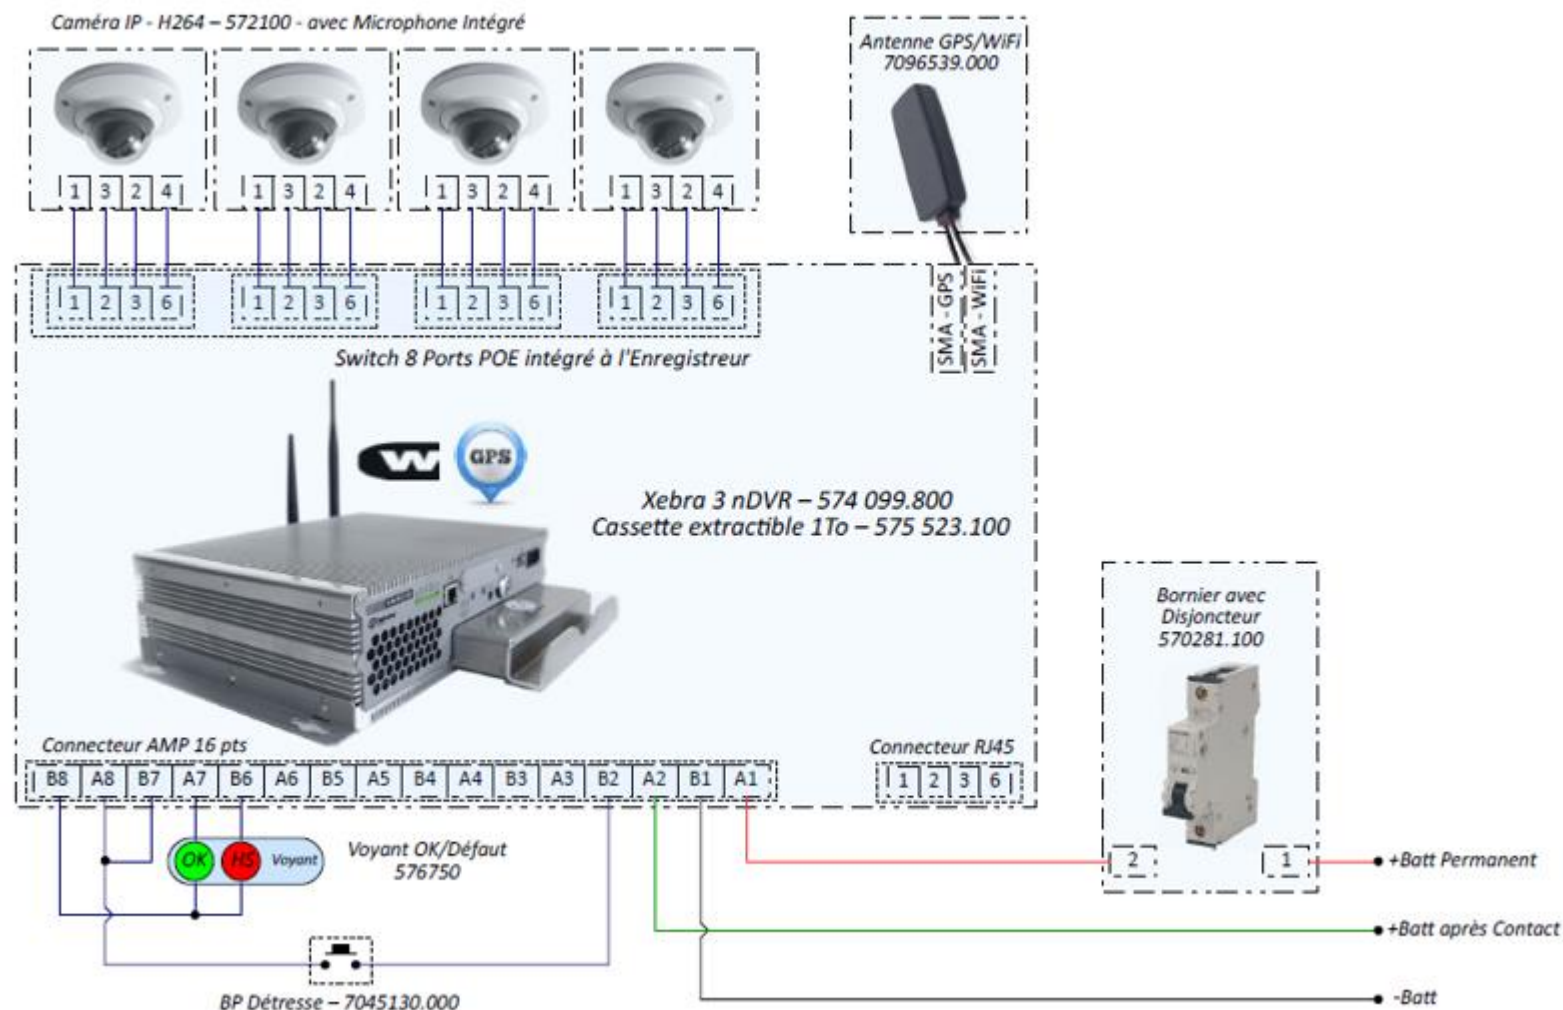 Caméra IP - H264 – 572100 - avec Microphone Intégré
Antenne GPS/WiFi
7096539.000
1 3 2 4
1 3 2 4
1 3 2 4
1 3 2 4
1 2 3 6
1 2 3 6
1 2 3 6
1 2 3 6
SMA - GPS
SMA - WiFi
Switch 8 Ports POE intégré à l'Enregistreur
W
GPS
Xebra 3 nDVR – 574 099.800
Cassette extractible 1To – 575 523.100
Bornier avec
Disjoncteur
570281.100
Connecteur AMP 16 pts
Connecteur RJ45
B8 A8 B7 A7 B6 A6 B5 A5 B4 A4 B3 A3 B2 A2 B1 A1
1 2 3 6
OK HS Voyant
Voyant OK/Défaut
576750
2
1
+Batt Permanent
+Batt après Contact
BP Détresse – 7045130.000
-Batt